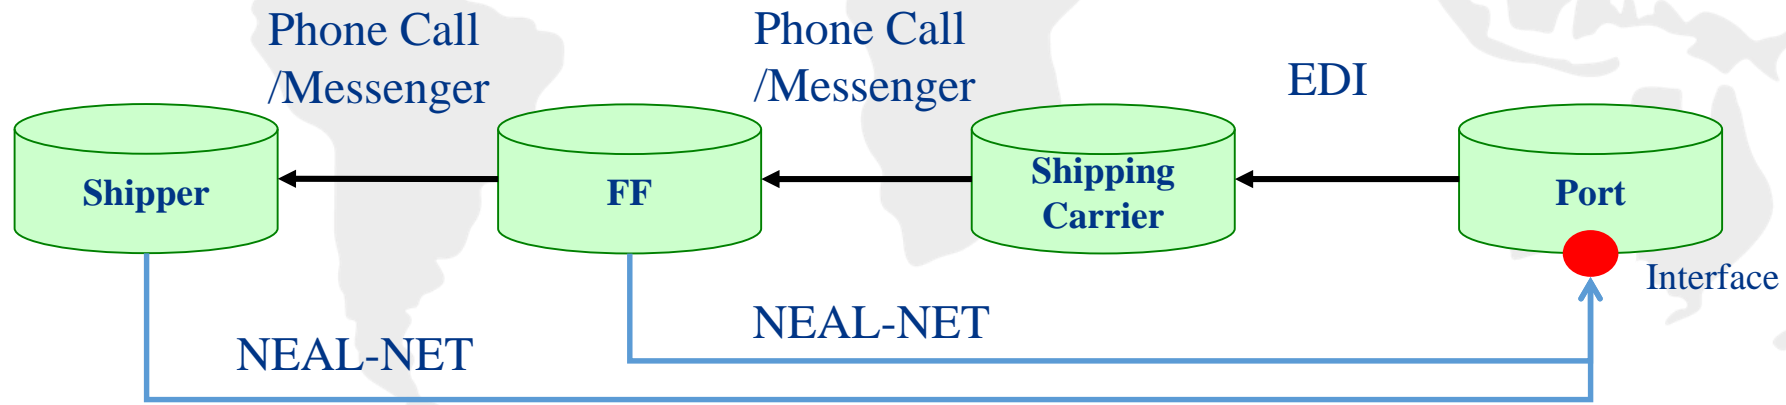 Phone Call
/Messenger
Phone Call
/Messenger
EDI
Shipper
FF
Shipping
Carrier
Port
Interface
NEAL-NET
NEAL-NET